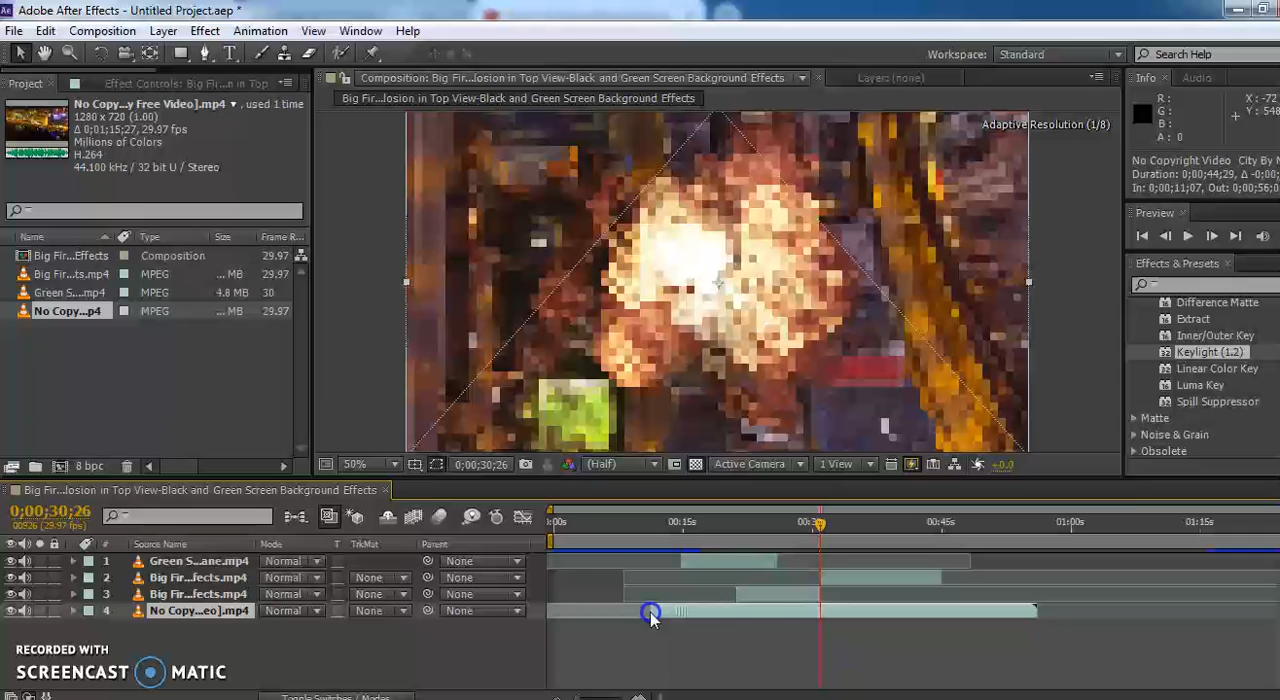 Ae Adobe After Effects - Untitled Project.aep *
File Edit Composition Layer Effect Animation View Window Help
Workspace: Standard Search Help
Project Effect Controls: Big Fir...n in Top
Composition: Big Fir...losion in Top View-Black and Green Screen Background Effects Layers: (none)
Info Audio
No Copy...y Free Video].mp4 ▾, used 1 time
1280 x 720 (1.00)
Δ 0;01;15;27, 29.97 fps
Millions of Colors
H.264
44.100 kHz / 32 bit U / Stereo
Big Fir...losion in Top View-Black and Green Screen Background Effects
Adaptive Resolution (1/8)
R:
G:
B:
A: 0
X: -72
Y: 548
No Copyright Video City By
Duration: 0;00;44;29, Δ -0;00
In: 0;00;11;07, Out: 0;00;56;0
Preview
Effects & Presets
Difference Matte
Extract
Inner/Outer Key
Keylight (1.2)
Linear Color Key
Luma Key
Spill Suppressor
Matte
Noise & Grain
Obsolete
Name Type Size Frame R...
Big Fir...Effects Composition 29.97
Big Fir...ts.mp4 MPEG ... MB 29.97
Green S....mp4 MPEG 4.8 MB 30
No Copy...p4 MPEG ... MB 29.97
8 bpc
50% 0;00;30;26 (Half) Active Camera 1 View +0.0
Big Fir...losion in Top View-Black and Green Screen Background Effects
0;00;30;26
00926 (29.97 fps)
:00s 00:15s 00:3 00:45s 01:00s 01:15s
# Source Name Mode T TrkMat Parent
1 Green S...ane.mp4 Normal None
2 Big Fir...fects.mp4 Normal None None
3 Big Fir...fects.mp4 Normal None None
4 No Copy...eo].mp4 Normal None None
RECORDED WITH
SCREENCAST MATIC
Toggle Switches / Modes